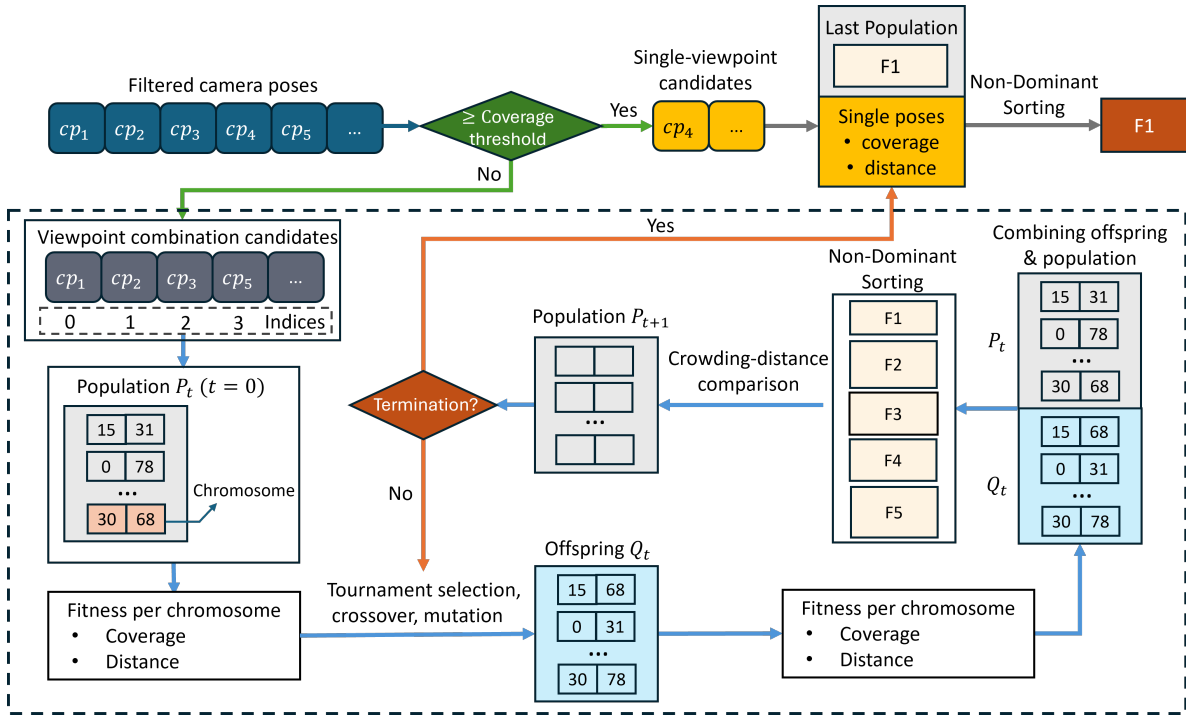 Filtered camera poses
cp₁ cp₂ cp₃ cp₄ cp₅ ...
≥ Coverage
threshold
Yes
No
Single-viewpoint
candidates
cp₄ ...
Last Population
F1
Single poses
• coverage
• distance
Non-Dominant
Sorting
F1
Viewpoint combination candidates
cp₁ cp₂ cp₃ cp₅ ...
0 1 2 3 Indices
Population Pₜ (t = 0)
15 31
0 78
...
30 68
Chromosome
Fitness per chromosome
• Coverage
• Distance
Yes
Termination?
No
Tournament selection,
crossover, mutation
Population Pₜ₊₁
...
Crowding-distance
comparison
Offspring Qₜ
15 68
0 31
...
30 78
Fitness per chromosome
• Coverage
• Distance
Non-Dominant
Sorting
F1
F2
F3
F4
F5
Combining offspring
& population
Pₜ
15 31
0 78
...
30 68
Qₜ
15 68
0 31
...
30 78